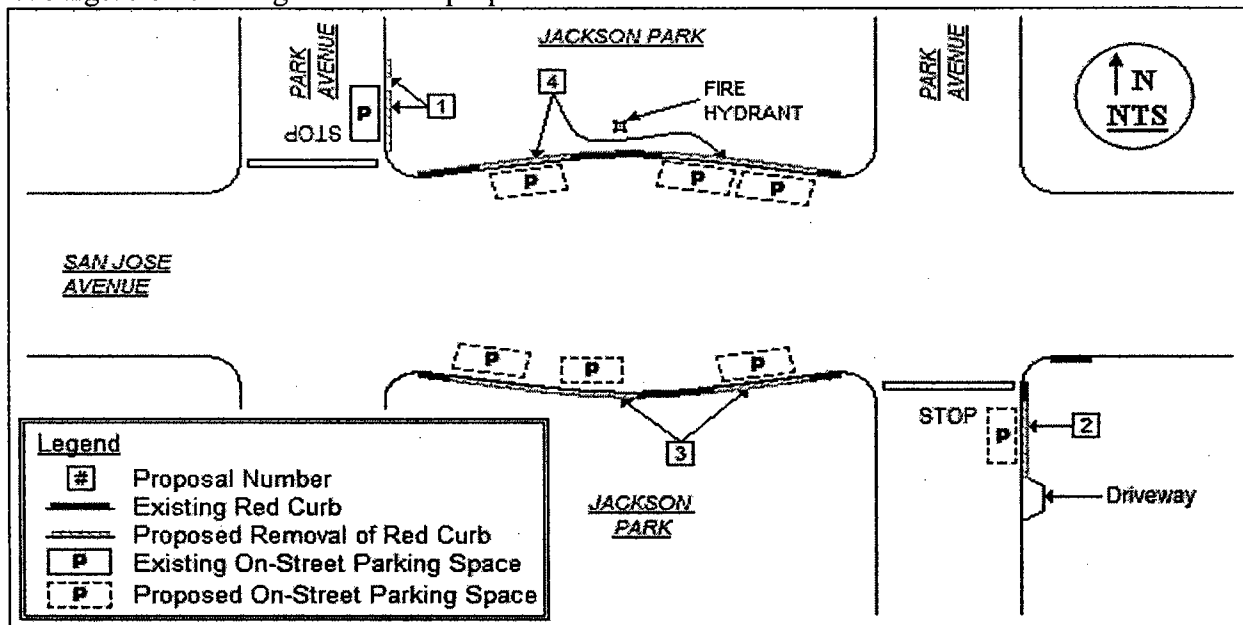 JACKSON PARK
PARK
AVENUE
PARK
AVENUE
4
FIRE
HYDRANT
N
NTS
1
P
STOP
P
P
P
SAN JOSE
AVENUE
P
P
P
STOP
P
2
3
Driveway
JACKSON
PARK
Legend
# Proposal Number
Existing Red Curb
Proposed Removal of Red Curb
P Existing On-Street Parking Space
P Proposed On-Street Parking Space